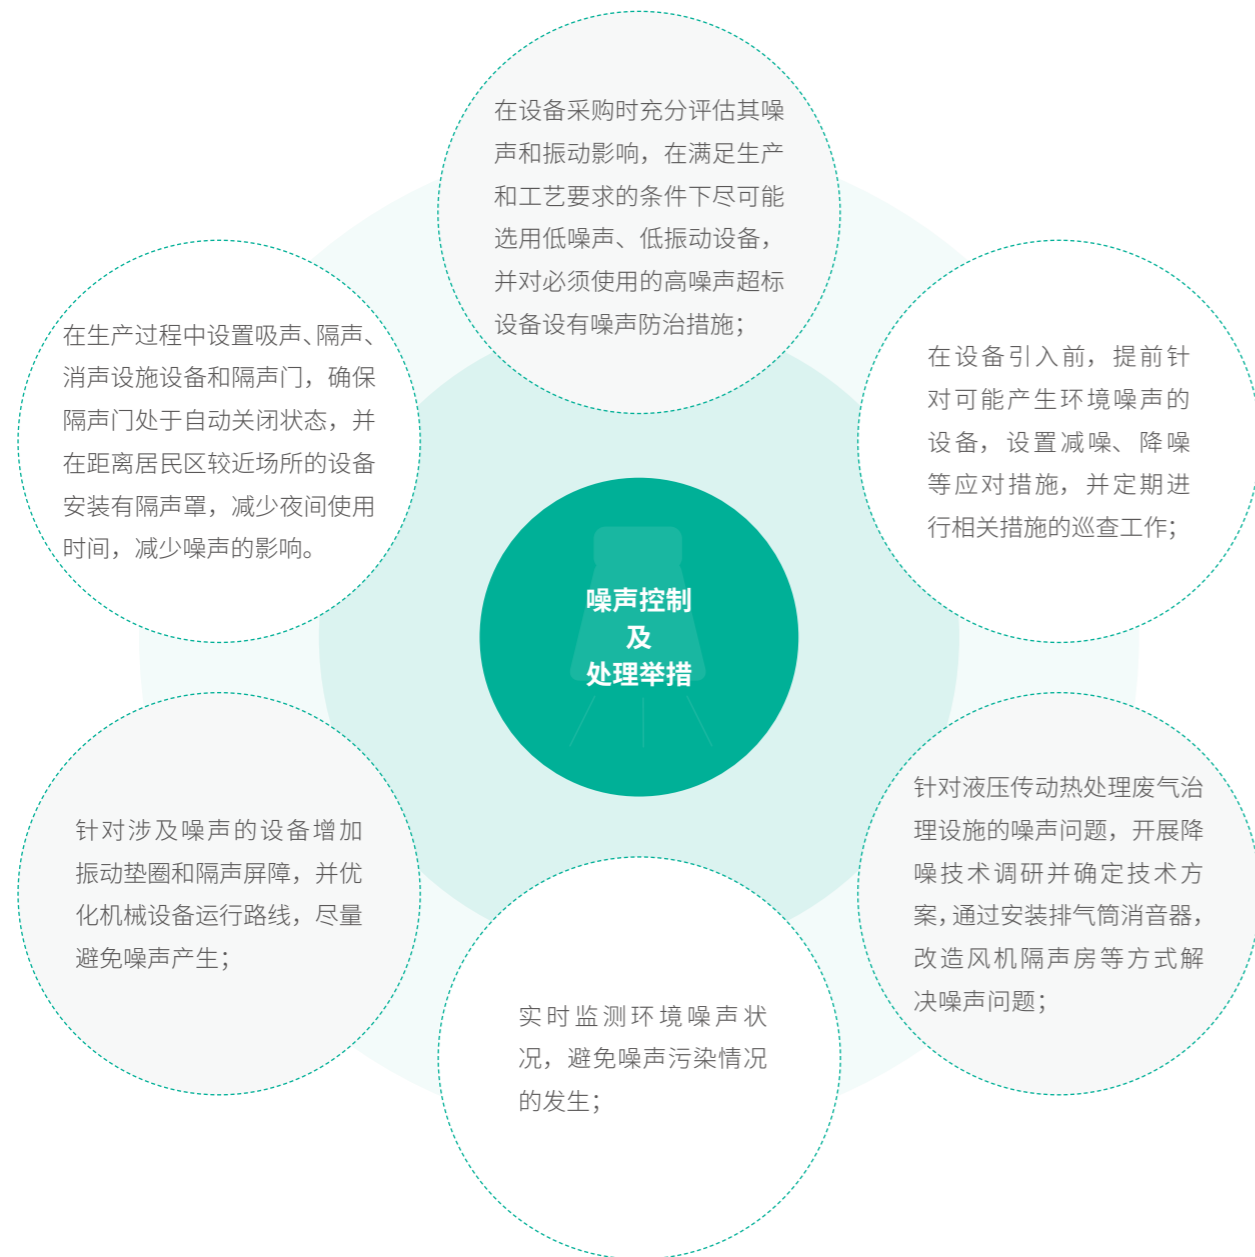 在设备采购时充分评估其噪
声和振动影响，在满足生产
和工艺要求的条件下尽可能
选用低噪声、低振动设备，
并对必须使用的高噪声超标
设备设有噪声防治措施；
在设备引入前，提前针
对可能产生环境噪声的
设备，设置减噪、降噪
等应对措施，并定期进
行相关措施的巡查工作；
针对液压传动热处理废气治
理设施的噪声问题，开展降
噪技术调研并确定技术方
案，通过安装排气筒消音器，
改造风机隔声房等方式解
决噪声问题；
实时监测环境噪声状
况，避免噪声污染情况
的发生；
针对涉及噪声的设备增加
振动垫圈和隔声屏障，并优
化机械设备运行路线，尽量
避免噪声产生；
在生产过程中设置吸声、隔声、
消声设施设备和隔声门，确保
隔声门处于自动关闭状态，并
在距离居民区较近场所的设备
安装有隔声罩，减少夜间使用
时间，减少噪声的影响。
噪声控制
及
处理举措